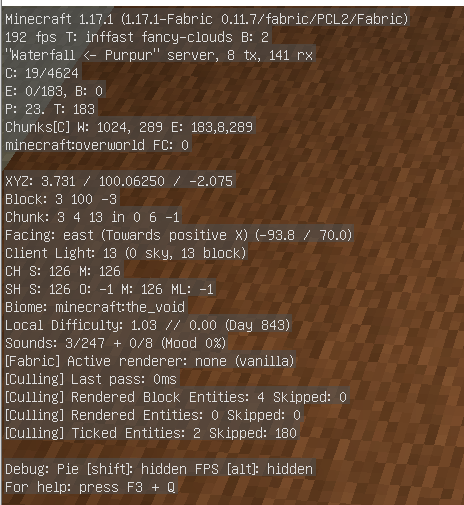 Minecraft 1.17.1 (1.17.1-Fabric 0.11.7/fabric/PCL2/Fabric)
192 fps T: inffast fancy-clouds B: 2
"Waterfall <- Purpur" server, 8 tx, 141 rx
C: 19/4624
E: 0/183, B: 0
P: 23. T: 183
Chunks[C] W: 1024, 289 E: 183,8,289
minecraft:overworld FC: 0
XYZ: 3.731 / 100.06250 / -2.075
Block: 3 100 -3
Chunk: 3 4 13 in 0 6 -1
Facing: east (Towards positive X) (-93.8 / 70.0)
Client Light: 13 (0 sky, 13 block)
CH S: 126 M: 126
SH S: 126 O: -1 M: 126 ML: -1
Biome: minecraft:the_void
Local Difficulty: 1.03 // 0.00 (Day 843)
Sounds: 3/247 + 0/8 (Mood 0%)
[Fabric] Active renderer: none (vanilla)
[Culling] Last pass: 0ms
[Culling] Rendered Block Entities: 4 Skipped: 0
[Culling] Rendered Entities: 0 Skipped: 0
[Culling] Ticked Entities: 2 Skipped: 180
Debug: Pie [shift]: hidden FPS [alt]: hidden
For help: press F3 + Q